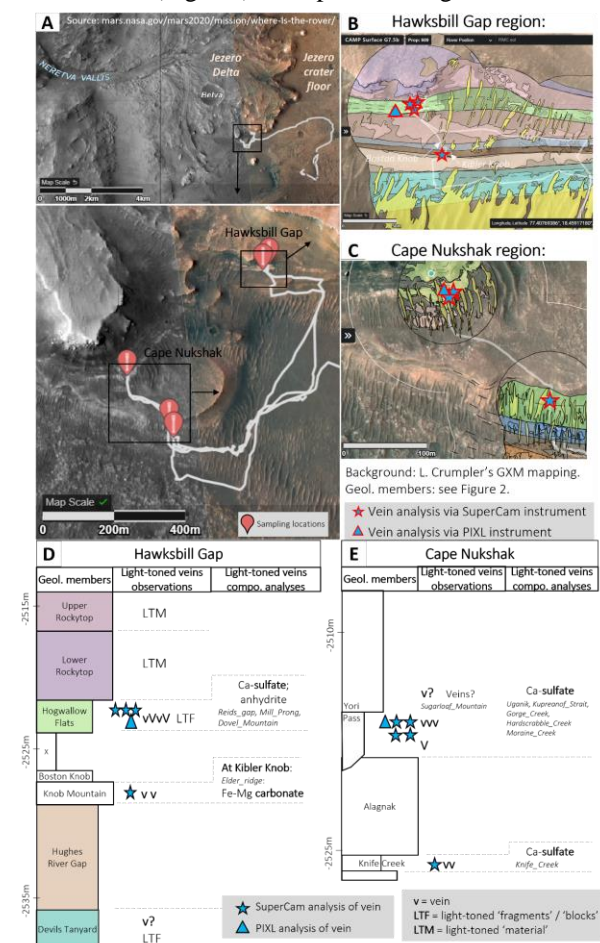 A
Source: mars.nasa.gov/mars2020/mission/where-Is-the-rover/
NERETVA VALLIS
Jezero
Delta
Belva
Jezero
crater
floor
Map Scale
0 1000m 2km 4km
Hawksbill Gap
Cape Nukshak
Map Scale
0 200m 400m
Sampling locations
B Hawksbill Gap region:
Boston Knob
C Cape Nukshak region:
100m
Background: L. Crumpler's GXM mapping.
Geol. members: see Figure 2.
Vein analysis via SuperCam instrument
Vein analysis via PIXL instrument
D Hawksbill Gap
Geol. members
Light-toned veins
observations
Light-toned veins
compo. analyses
-2515m
Upper
Rockytop
LTM
Lower
Rockytop
LTM
Hogwallow
Flats
vvvv LTF
Ca-sulfate;
anhydrite
Reids_gap, Mill_Prong,
Dovel_Mountain
-2525m
x
Boston Knob
Knob Mountain
v v
At Kibler Knob:
Elder_ridge:
Fe-Mg carbonate
Hughes
River Gap
-2535m
Devils Tanyard
v?
LTF
SuperCam analysis of vein
PIXL analysis of vein
E Cape Nukshak
Geol. members
Light-toned veins
observations
Light-toned veins
compo. analyses
-2510m
Yori
Pass
v? Veins?
Sugarloaf_Mountain
vvv
v
Ca-sulfate
Uganik, Kupreanof_Strait,
Gorge_Creek,
Hardscrabble_Creek
Moraine_Creek
Alagnak
-2525m
Knife Creek
vv
Ca-sulfate
Knife_Creek
v = vein
LTF = light-toned 'fragments' / 'blocks'
LTM = light-toned 'material'